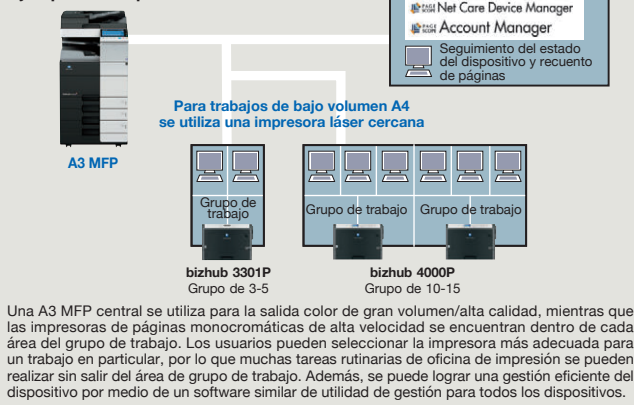 PAGE SCOPE Net Care Device Manager
PAGE SCOPE Account Manager
Seguimiento del estado
del dispositivo y recuento
de páginas
Para trabajos de bajo volumen A4
se utiliza una impresora láser cercana
A3 MFP
Grupo de
trabajo
Grupo de trabajo
Grupo de trabajo
bizhub 3301P
Grupo de 3-5
bizhub 4000P
Grupo de 10-15
Una A3 MFP central se utiliza para la salida color de gran volumen/alta calidad, mientras que
las impresoras de páginas monocromáticas de alta velocidad se encuentran dentro de cada
área del grupo de trabajo. Los usuarios pueden seleccionar la impresora más adecuada para
un trabajo en particular, por lo que muchas tareas rutinarias de oficina de impresión se pueden
realizar sin salir del área de grupo de trabajo. Además, se puede lograr una gestión eficiente del
dispositivo por medio de un software similar de utilidad de gestión para todos los dispositivos.